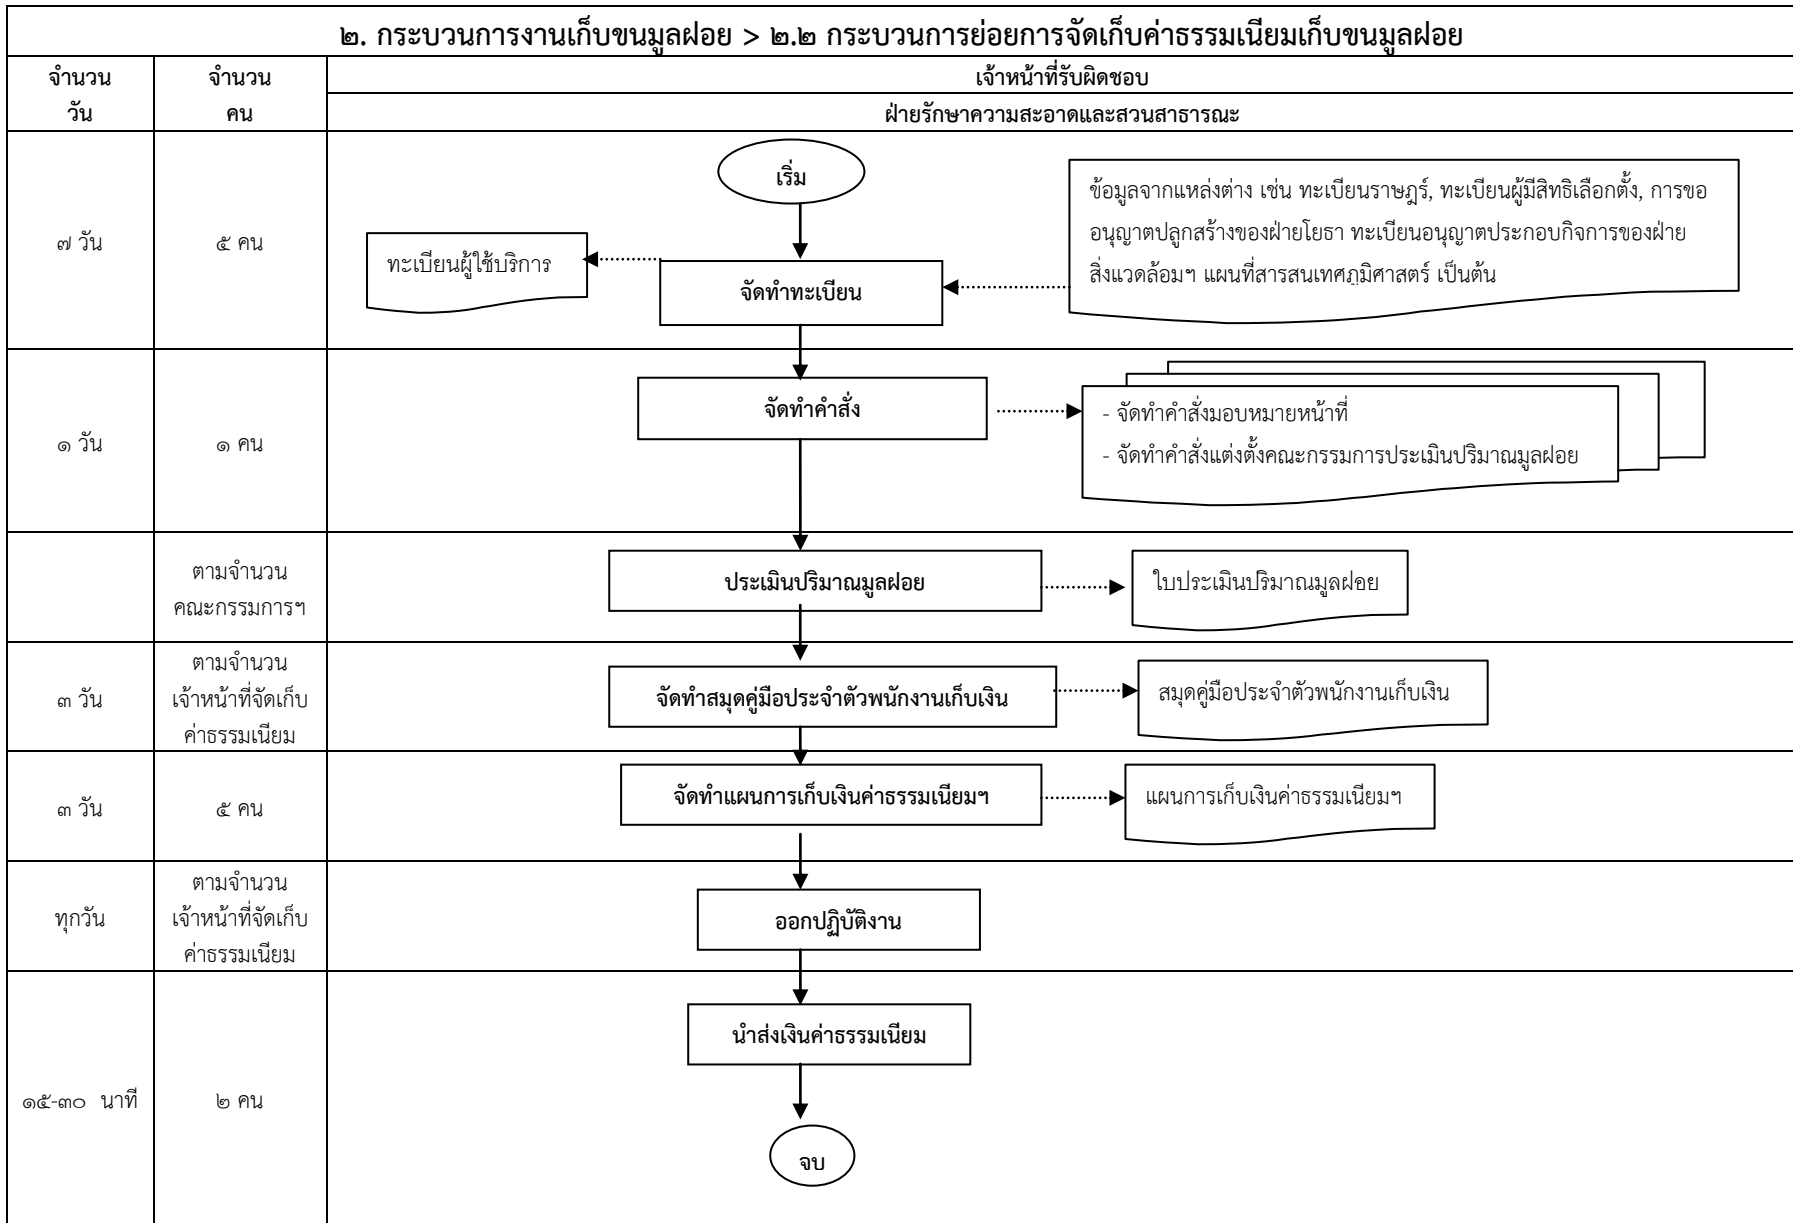 ๒. กระบวนการงานเก็บขนมูลฝอย > ๒.๒ กระบวนการย่อยการจัดเก็บค่าธรรมเนียมเก็บขนมูลฝอย
จำนวน
วัน
จำนวน
คน
เจ้าหน้าที่รับผิดชอบ
ฝ่ายรักษาความสะอาดและสวนสาธารณะ
๗ วัน
๕ คน
เริ่ม
ข้อมูลจากแหล่งต่าง เช่น ทะเบียนราษฎร์, ทะเบียนผู้มีสิทธิเลือกตั้ง, การขอ
อนุญาตปลูกสร้างของฝ่ายโยธา ทะเบียนอนุญาตประกอบกิจการของฝ่าย
สิ่งแวดล้อมฯ แผนที่สารสนเทศภูมิศาสตร์ เป็นต้น
ทะเบียนผู้ใช้บริการ
จัดทำทะเบียน
๑ วัน
๑ คน
จัดทำคำสั่ง
- จัดทำคำสั่งมอบหมายหน้าที่
- จัดทำคำสั่งแต่งตั้งคณะกรรมการประเมินปริมาณมูลฝอย
ตามจำนวน
คณะกรรมการฯ
ประเมินปริมาณมูลฝอย
ใบประเมินปริมาณมูลฝอย
๓ วัน
ตามจำนวน
เจ้าหน้าที่จัดเก็บ
ค่าธรรมเนียม
จัดทำสมุดคู่มือประจำตัวพนักงานเก็บเงิน
สมุดคู่มือประจำตัวพนักงานเก็บเงิน
๓ วัน
๕ คน
จัดทำแผนการเก็บเงินค่าธรรมเนียมฯ
แผนการเก็บเงินค่าธรรมเนียมฯ
ทุกวัน
ตามจำนวน
เจ้าหน้าที่จัดเก็บ
ค่าธรรมเนียม
ออกปฏิบัติงาน
๑๕-๓๐ นาที
๒ คน
นำส่งเงินค่าธรรมเนียม
จบ